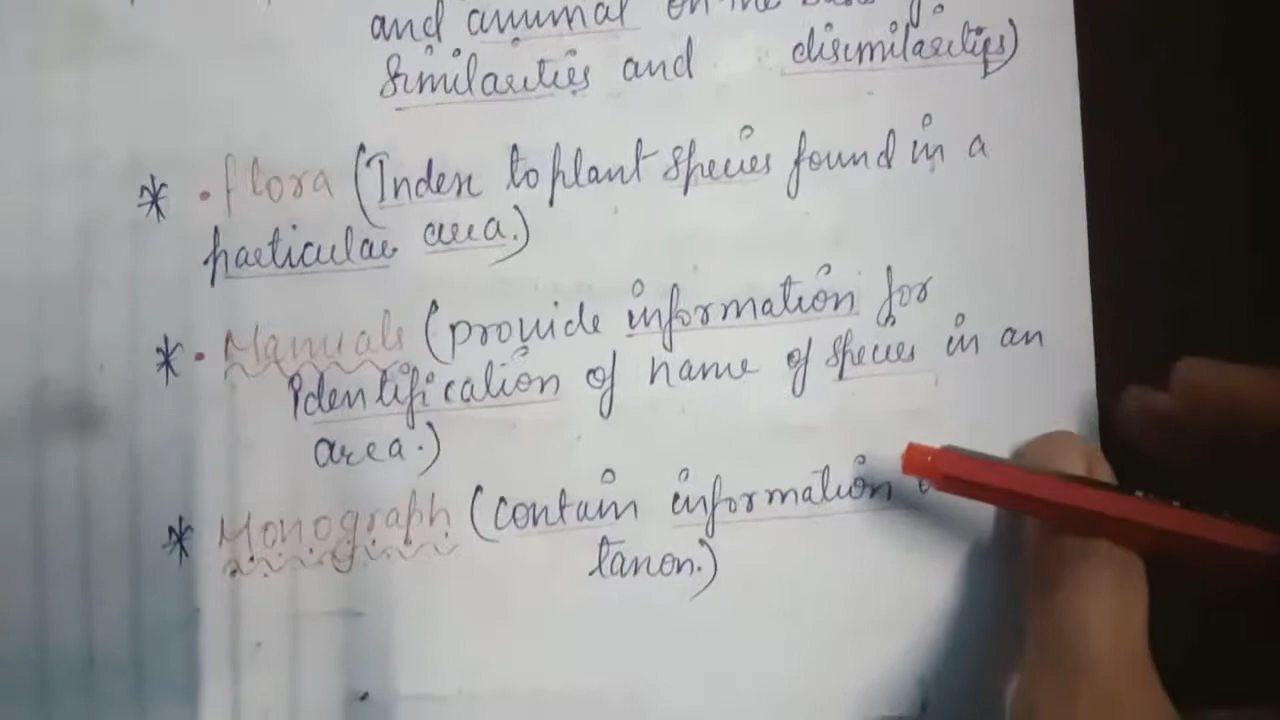 and animal on the
Similarities and disimilarities)
* • flora (Index to plant species found in a
particular area.)
* • Manuals (provide information for
Identification of name of species in an
area.)
* Monograph (contain information
taxon.)